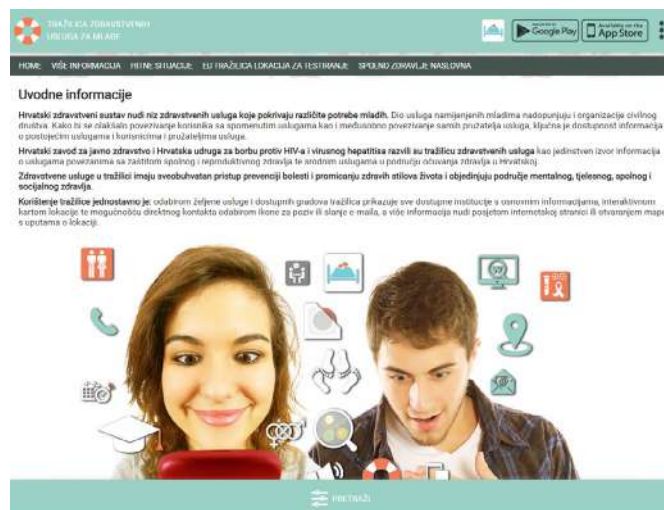 TRAŽILICA ZDRAVSTVENIH
USLUGA ZA MLADE
Google Play
Available on the
App Store
HOME VIŠE INFORMACIJA HITNE SITUACIJE EU TRAŽILICA LOKACIJA ZA TESTIRANJE SPOLNO ZDRAVLJE NASLOVNA
Uvodne informacije
Hrvatski zdravstveni sustav nudi niz zdravstvenih usluga koje pokrivaju različite potrebe mladih. Dio usluga namijenjenih mladima nadopunjuju i organizacije civilnog
društva. Kako bi se olakšalo povezivanje korisnika sa spomenutim uslugama kao i međusobno povezivanje samih pružatelja usluga, ključna je dostupnost informacija
o postojećim uslugama i korisnicima i pružateljima usluga.
Hrvatski zavod za javno zdravstvo i Hrvatska udruga za borbu protiv HIV-a i virusnog hepatitisa razvili su tražilicu zdravstvenih usluga kao jedinstven izvor informacija
o uslugama povezanima sa zaštitom spolnog i reproduktivnog zdravlja te srodnim uslugama u području očuvanja zdravlja u Hrvatskoj.
Zdravstvene usluge u tražilici imaju sveobuhvatan pristup prevenciji bolesti i promicanju zdravih stilova života i objedinjuju područje mentalnog, tjelesnog, spolnog i
socijalnog zdravlja.
Korištenje tražilice jednostavno je: odabirom željene usluge i dostupnih gradova tražilica prikazuje sve dostupne institucije s osnovnim informacijama, interaktivnom
kartom lokacije te mogućnošću direktnog kontakta odabirom ikone za poziv ili slanje e-maila, a više informacija nudi posjetom internetskoj stranici ili otvaranjem mape
s uputama o lokaciji.
PRETRAŽI